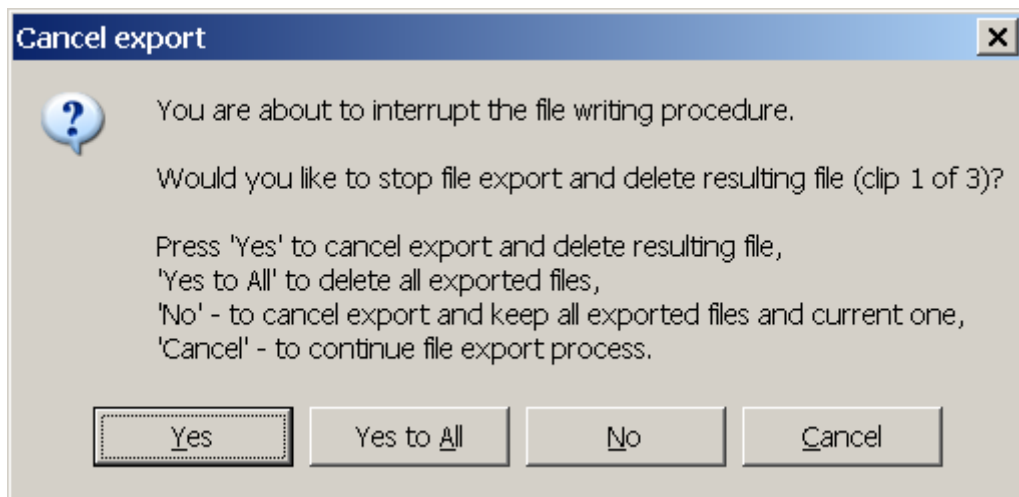 Cancel export
You are about to interrupt the file writing procedure.
Would you like to stop file export and delete resulting file (clip 1 of 3)?
Press 'Yes' to cancel export and delete resulting file,
'Yes to All' to delete all exported files,
'No' - to cancel export and keep all exported files and current one,
'Cancel' - to continue file export process.
Yes
Yes to All
No
Cancel